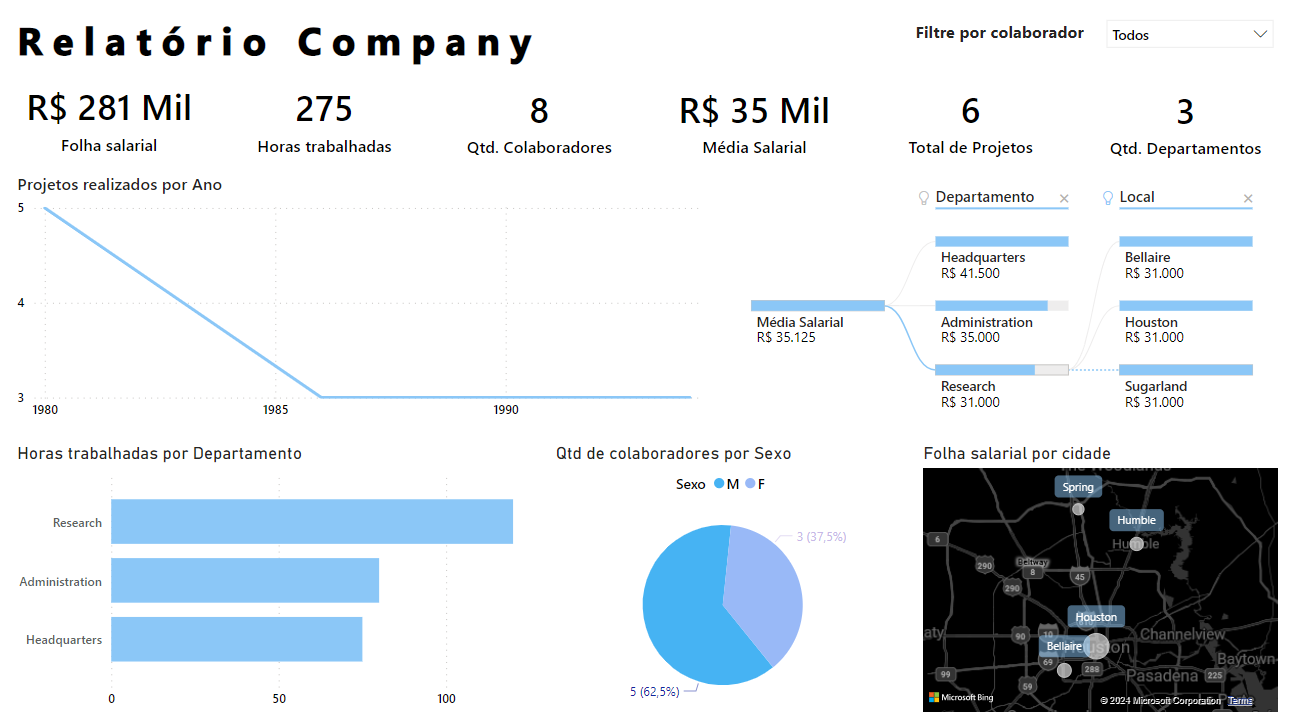 Relatório Company
Filtre por colaborador
Todos
R$ 281 Mil
Folha salarial
275
Horas trabalhadas
8
Qtd. Colaboradores
R$ 35 Mil
Média Salarial
6
Total de Projetos
3
Qtd. Departamentos
Projetos realizados por Ano
5
4
3
1980
1985
1990
Departamento
Local
Média Salarial
R$ 35.125
Headquarters
R$ 41.500
Administration
R$ 35.000
Research
R$ 31.000
Bellaire
R$ 31.000
Houston
R$ 31.000
Sugarland
R$ 31.000
Horas trabalhadas por Departamento
Research
Administration
Headquarters
0
50
100
Qtd de colaboradores por Sexo
Sexo M F
3 (37,5%)
5 (62,5%)
Folha salarial por cidade
The Woodlands
Spring
Humble
Humble
6
290
Beltway
8
45
290
Houston
90
10
610
Channelview
Bellaire
Houston
69
288
Baytown
99
Pasadena
225
59
Microsoft Bing
© 2024 Microsoft Corporation Terms